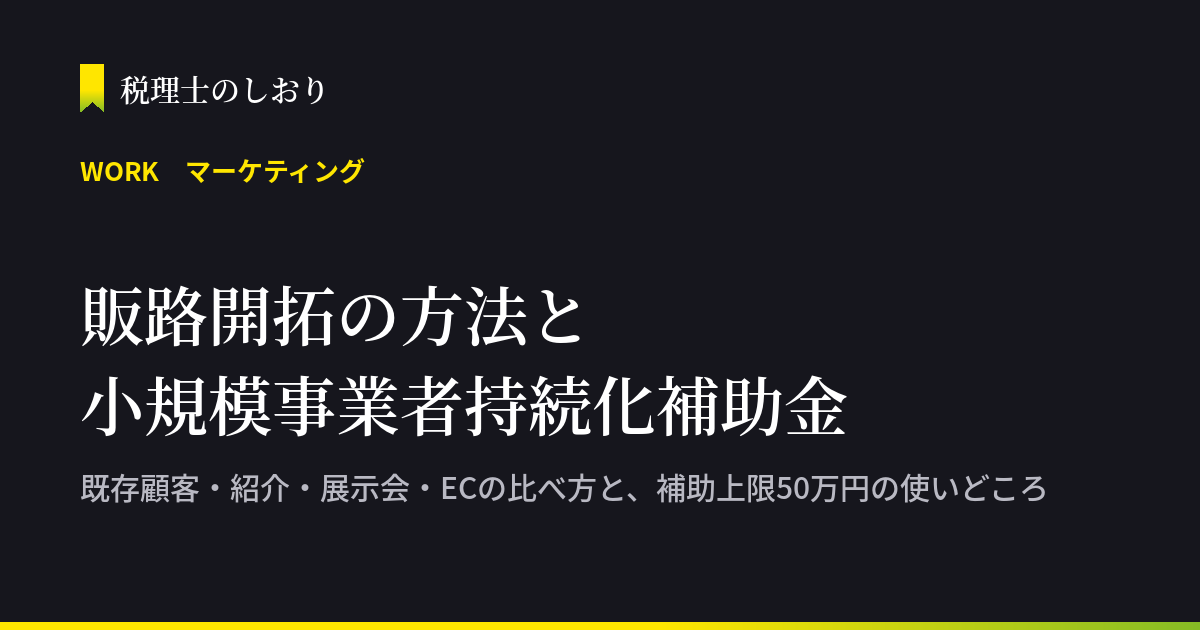 税理士のしおり
WORK　マーケティング
販路開拓の方法と
小規模事業者持続化補助金
既存顧客・紹介・展示会・ECの比べ方と、補助上限50万円の使いどころ